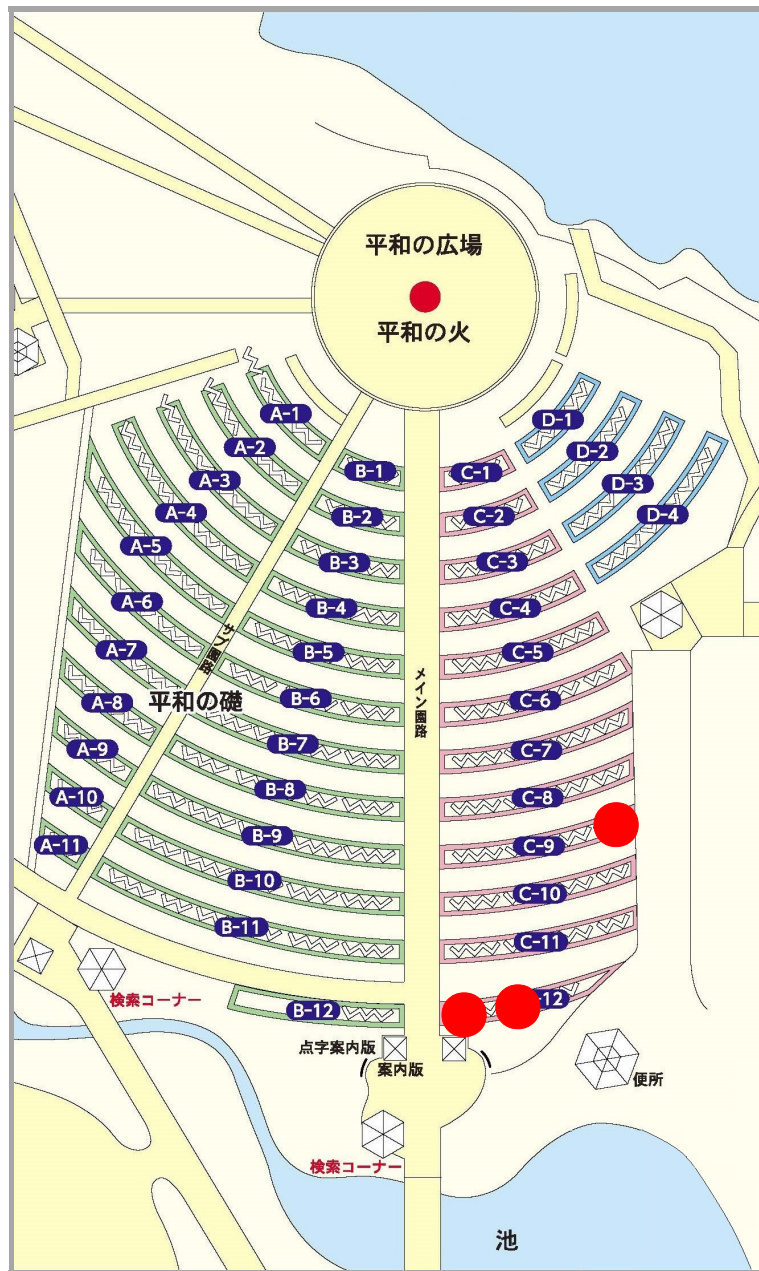 平和の広場
平和の火
A-1
A-2
A-3
A-4
A-5
A-6
A-7
A-8
A-9
A-10
A-11
B-1
B-2
B-3
B-4
B-5
B-6
B-7
B-8
B-9
B-10
B-11
B-12
C-1
C-2
C-3
C-4
C-5
C-6
C-7
C-8
C-9
C-10
C-11
-12
D-1
D-2
D-3
D-4
サブ園路
メイン園路
平和の礎
検索コーナー
点字案内版
案内版
便所
検索コーナー
池